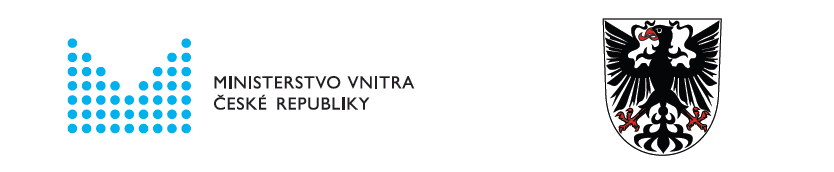 MINISTERSTVO VNITRA
ČESKÉ REPUBLIKY